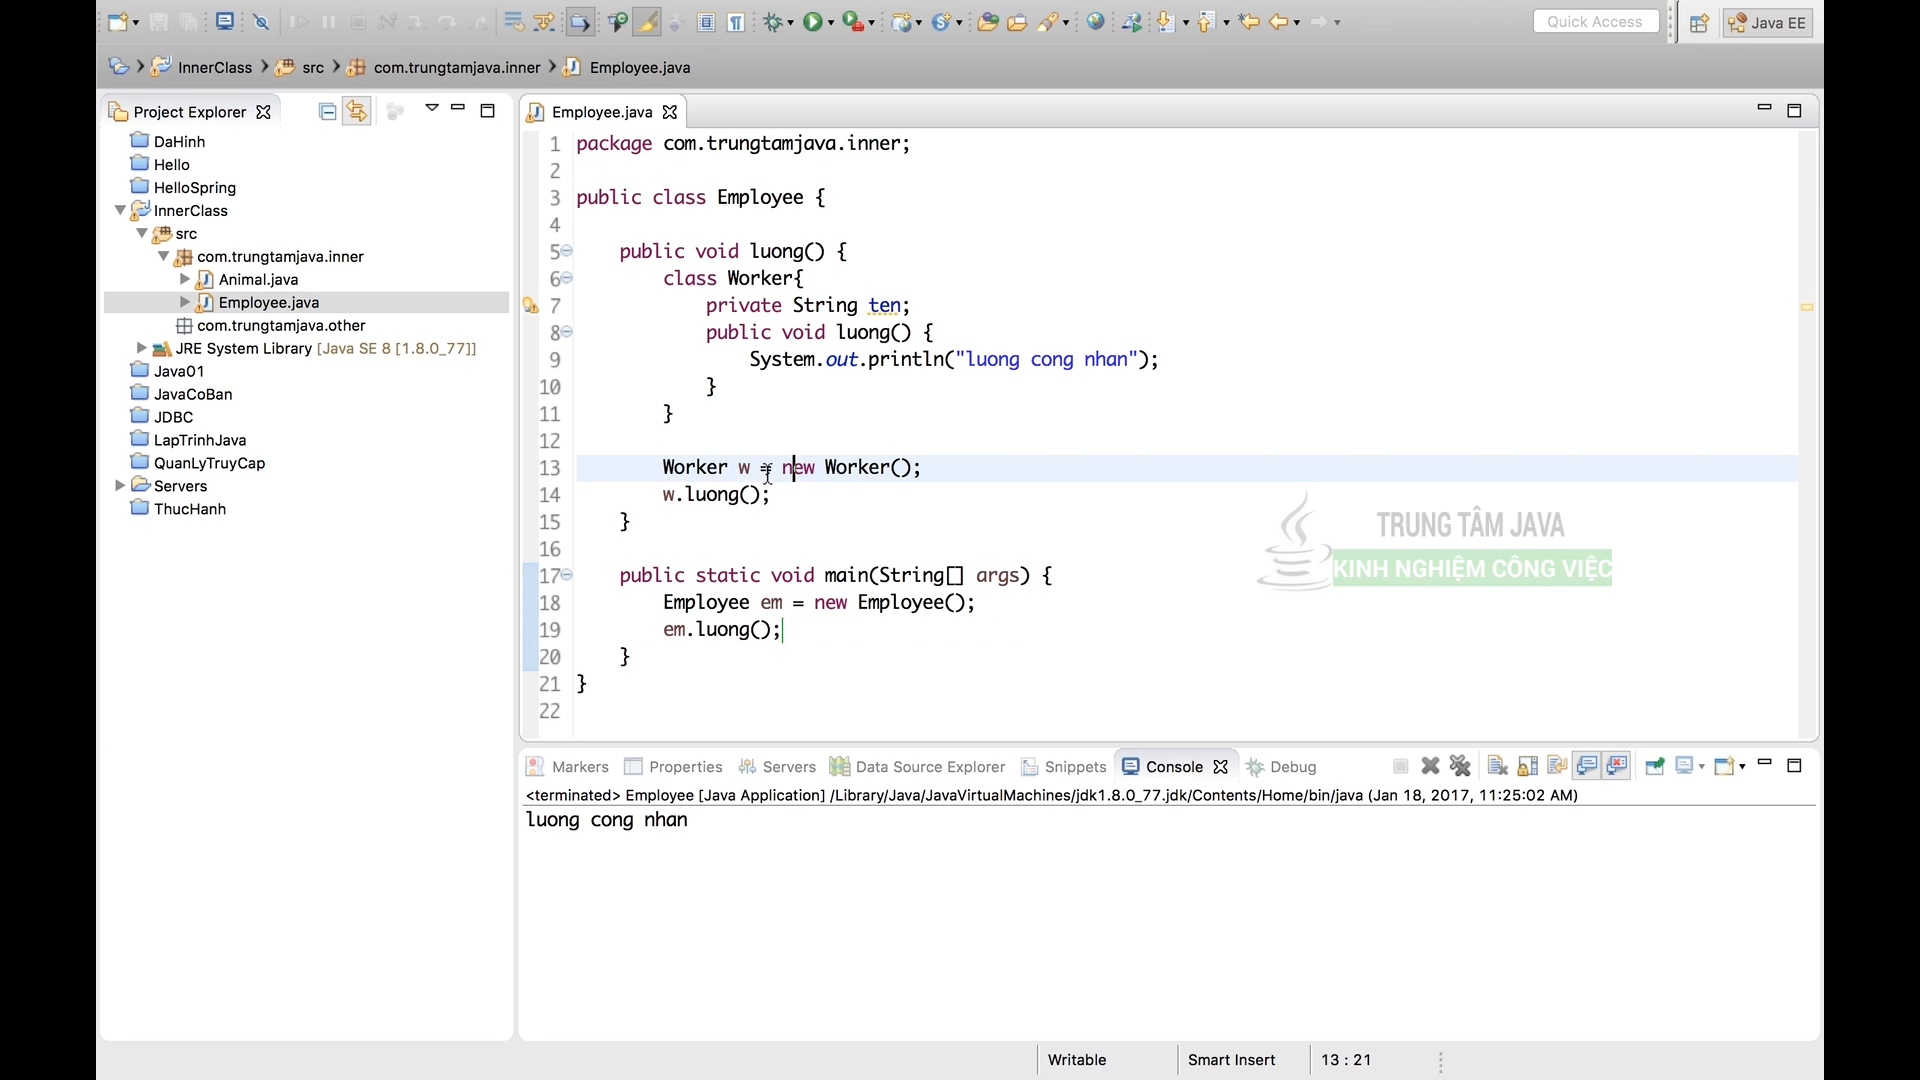 Quick Access
Java EE
InnerClass
src
com.trungtamjava.inner
Employee.java
Project Explorer
DaHinh
Hello
HelloSpring
InnerClass
src
com.trungtamjava.inner
Animal.java
Employee.java
com.trungtamjava.other
JRE System Library [Java SE 8 [1.8.0_77]]
Java01
JavaCoBan
JDBC
LapTrinhJava
QuanLyTruyCap
Servers
ThucHanh
Employee.java
1 package com.trungtamjava.inner;
2
3 public class Employee {
4
5 public void luong() {
6 class Worker{
7 private String ten;
8 public void luong() {
9 System.out.println("luong cong nhan");
10 }
11 }
12
13 Worker w = new Worker();
14 w.luong();
15 }
16
17 public static void main(String[] args) {
18 Employee em = new Employee();
19 em.luong();
20 }
21 }
22
TRUNG TÂM JAVA
KINH NGHIỆM CÔNG VIỆC
Markers
Properties
Servers
Data Source Explorer
Snippets
Console
Debug
<terminated> Employee [Java Application] /Library/Java/JavaVirtualMachines/jdk1.8.0_77.jdk/Contents/Home/bin/java (Jan 18, 2017, 11:25:02 AM)
luong cong nhan
Writable
Smart Insert
13 : 21